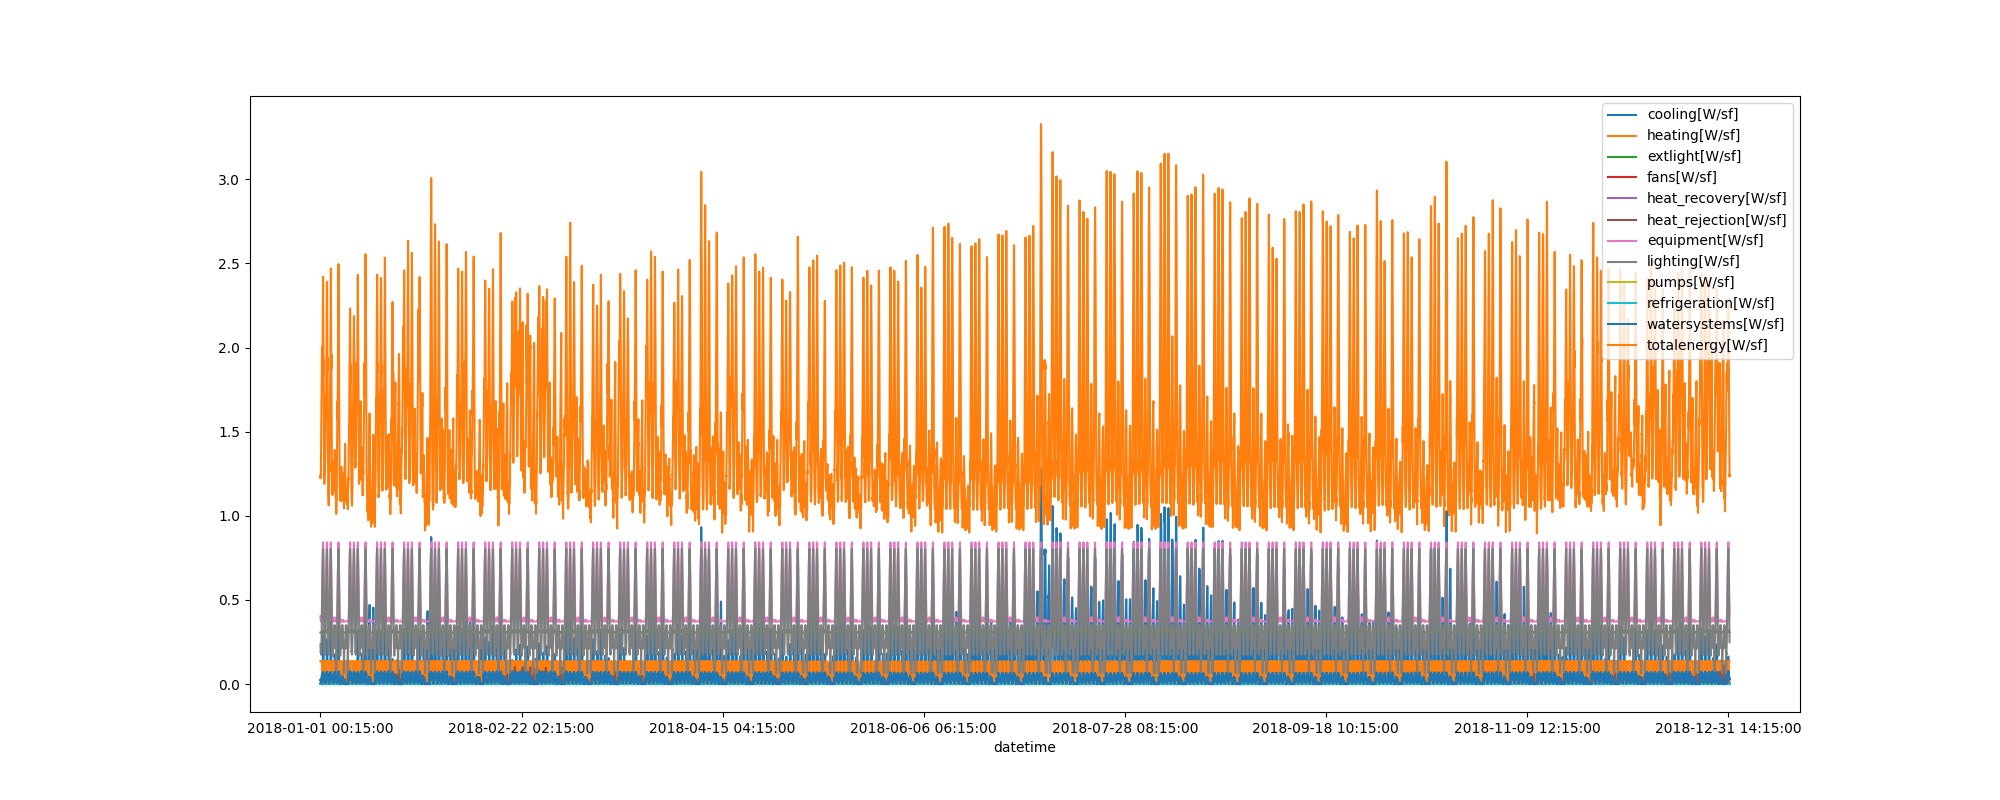 cooling[W/sf]
heating[W/sf]
extlight[W/sf]
fans[W/sf]
heat_recovery[W/sf]
heat_rejection[W/sf]
equipment[W/sf]
lighting[W/sf]
pumps[W/sf]
refrigeration[W/sf]
watersystems[W/sf]
totalenergy[W/sf]
3.0
2.5
2.0
1.5
1.0
0.5
0.0
2018-01-01 00:15:00 2018-02-22 02:15:00 2018-04-15 04:15:00 2018-06-06 06:15:00 2018-07-28 08:15:00 2018-09-18 10:15:00 2018-11-09 12:15:00 2018-12-31 14:15:00
datetime